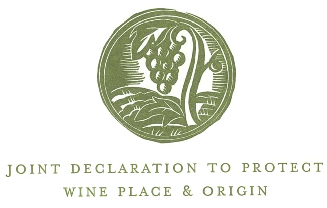 JOINT DECLARATION TO PROTECT
WINE PLACE & ORIGIN